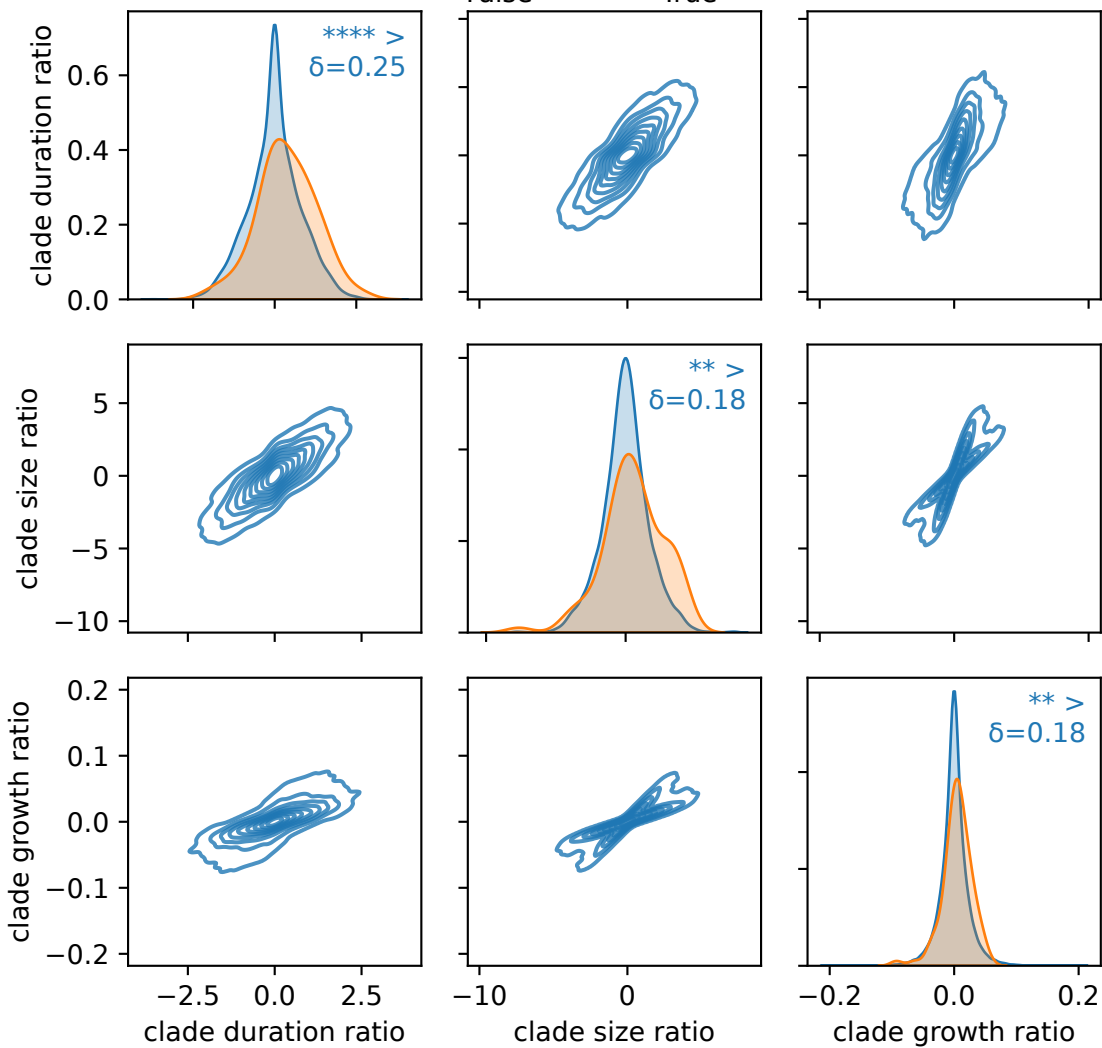 clade duration ratio
0.6
0.4
0.2
0.0
**** >
δ=0.25
clade size ratio
5
0
−5
−10
** >
δ=0.18
clade growth ratio
0.2
0.1
0.0
−0.1
−0.2
** >
δ=0.18
−2.5 0.0 2.5
−10 0
−0.2 0.0 0.2
clade duration ratio
clade size ratio
clade growth ratio